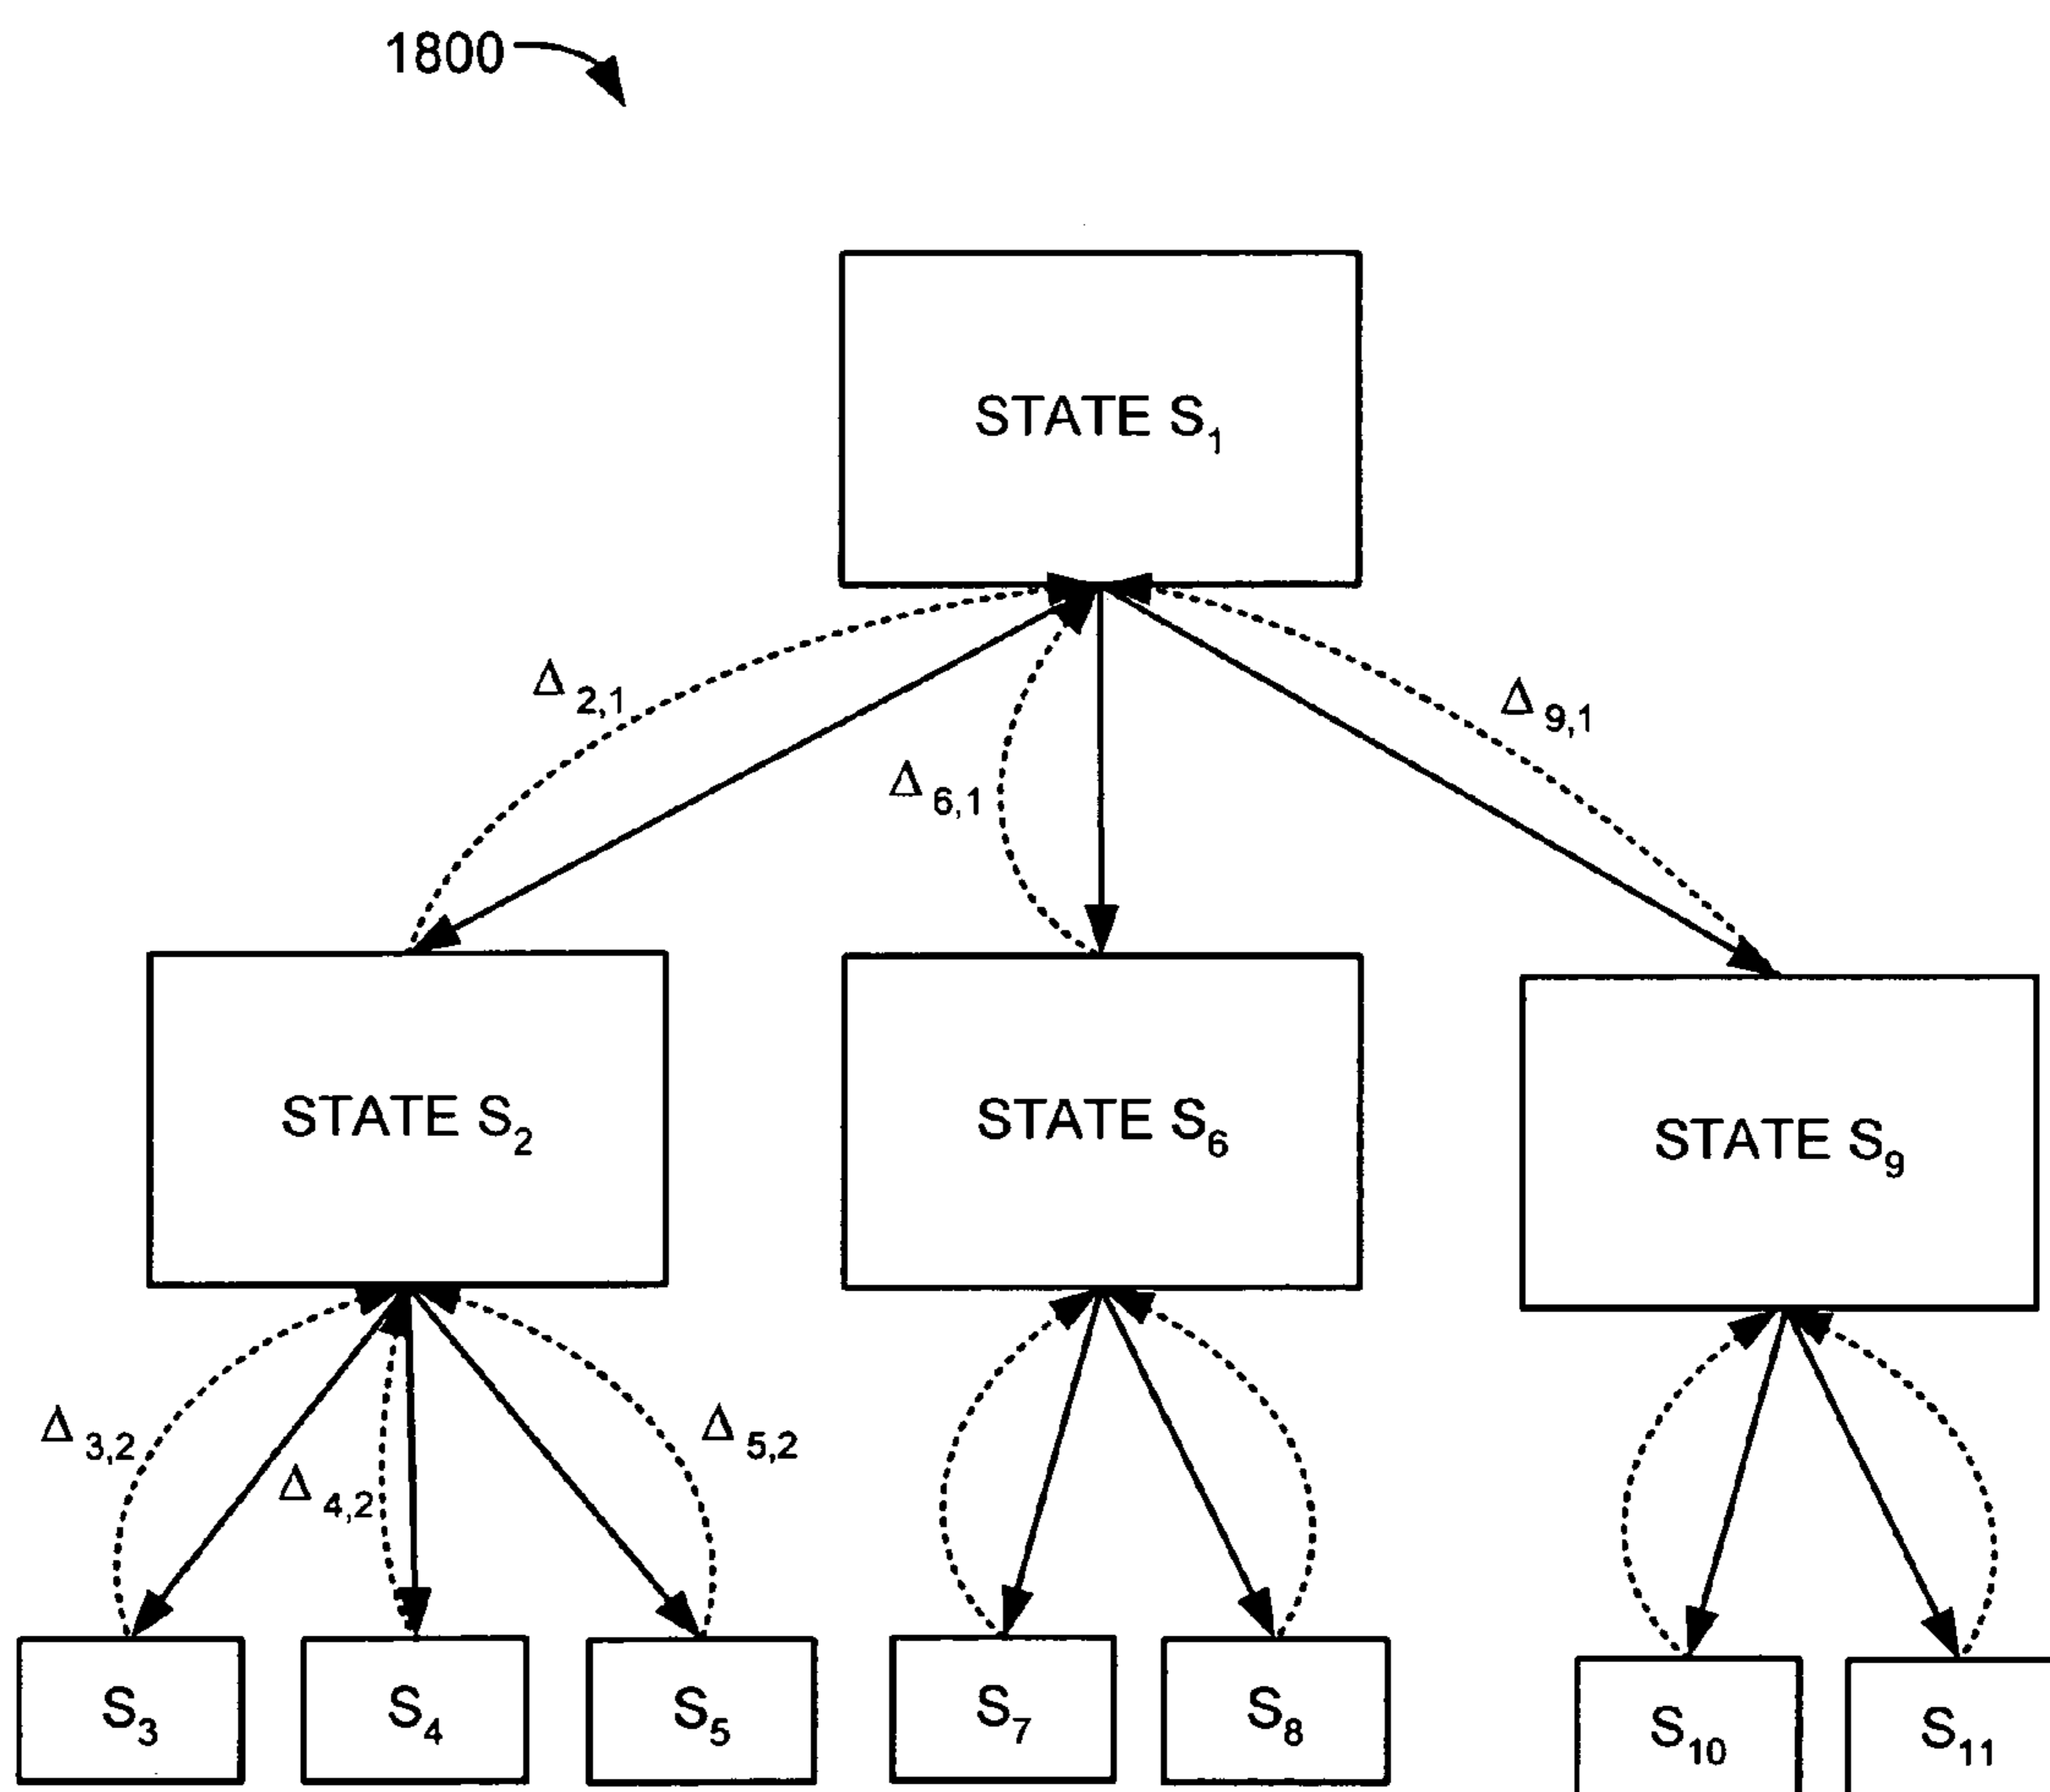 1800
STATE S1
Δ 2,1
Δ 9,1
Δ 6,1
STATE S2
STATE S6
STATE S9
Δ 3,2
Δ 5,2
Δ 4,2
S3
S4
S5
S7
S8
S10
S11